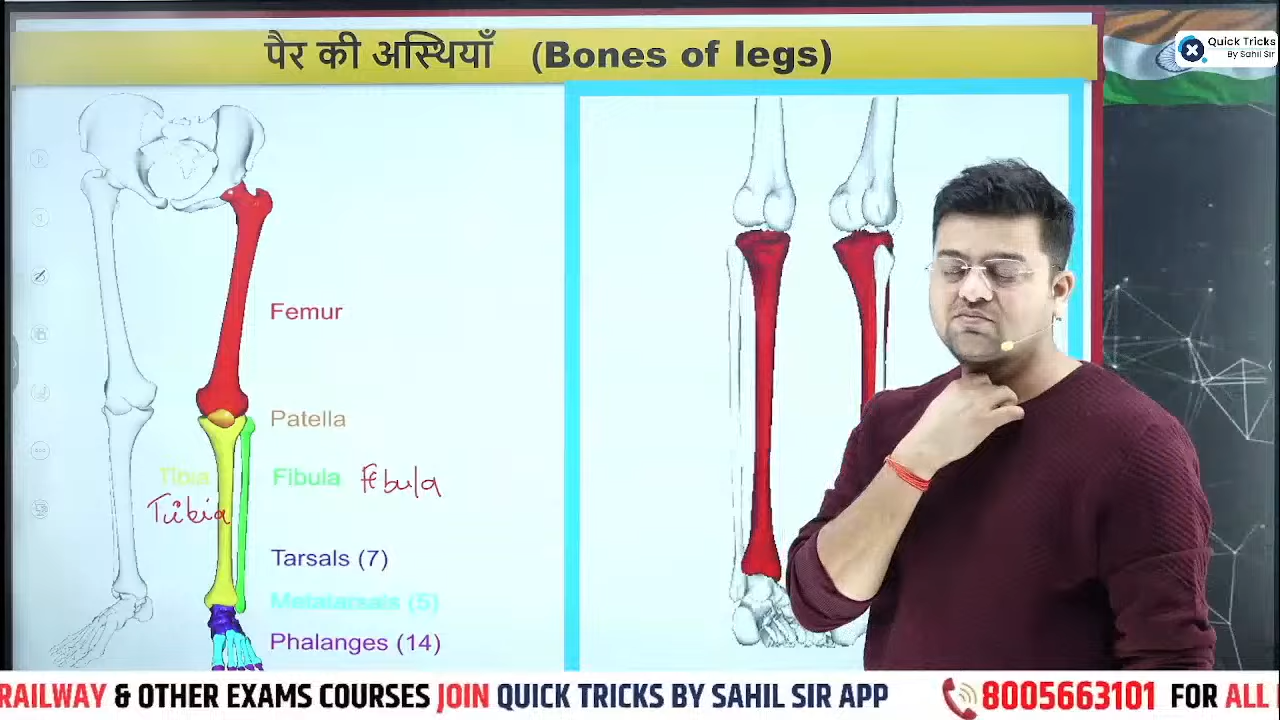 पैर की अस्थियाँ (Bones of legs)
Quick Tricks
By Sahil Sir
Femur
Patella
Tibia
Fibula Fibula
Tibia
Tarsals (7)
Metatarsals (5)
Phalanges (14)
RAILWAY & OTHER EXAMS COURSES JOIN QUICK TRICKS BY SAHIL SIR APP 8005663101 FOR ALL